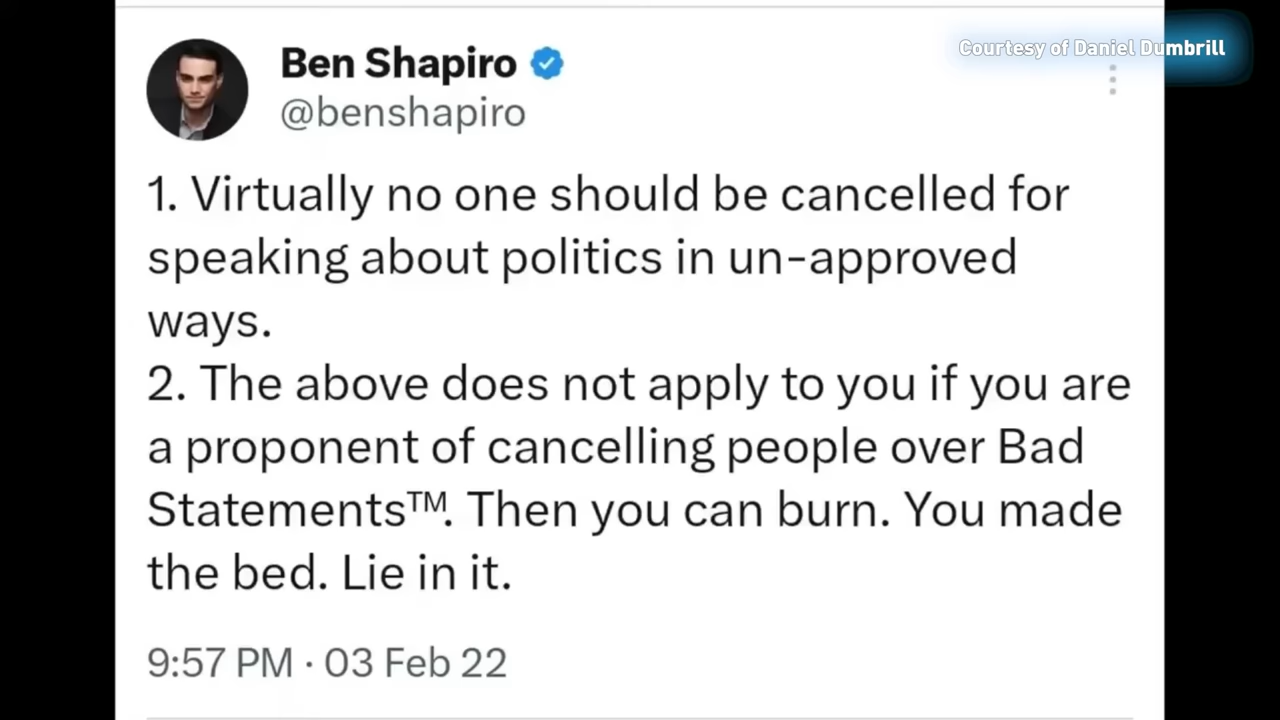 Courtesy of Daniel Dumbrill
Ben Shapiro
@benshapiro
1. Virtually no one should be cancelled for
speaking about politics in un-approved
ways.
2. The above does not apply to you if you are
a proponent of cancelling people over Bad
Statements™. Then you can burn. You made
the bed. Lie in it.
9:57 PM · 03 Feb 22